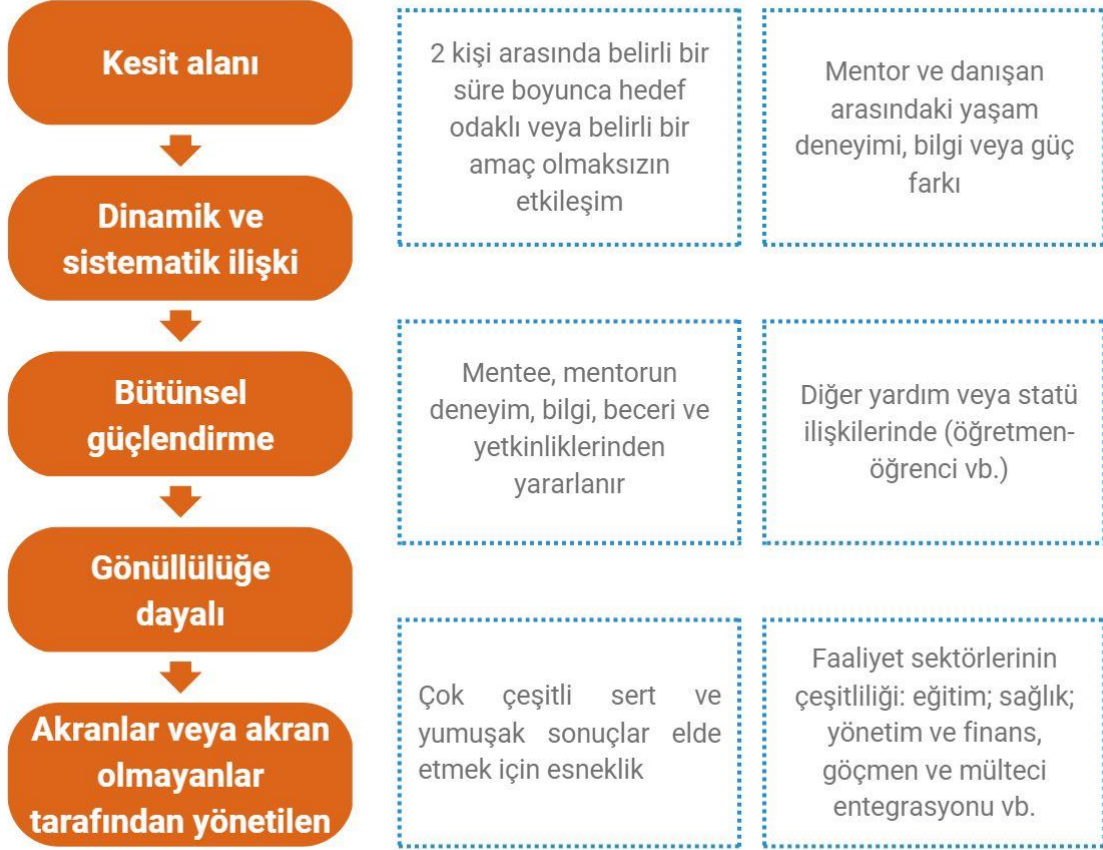 Kesit alanı
Dinamik ve
sistematik ilişki
Bütünsel
güçlendirme
Gönüllülüğe
dayalı
Akranlar veya akran
olmayanlar
tarafından yönetilen
2 kişi arasında belirli bir
süre boyunca hedef
odaklı veya belirli bir
amaç olmaksızın
etkileşim
Mentor ve danışan
arasındaki yaşam
deneyimi, bilgi veya güç
farkı
Mentee, mentorun
deneyim, bilgi, beceri ve
yetkinliklerinden
yararlanır
Diğer yardım veya statü
ilişkilerinde (öğretmen-
öğrenci vb.)
Çok çeşitli sert ve
yumuşak sonuçlar elde
etmek için esneklik
Faaliyet sektörlerinin
çeşitliliği: eğitim; sağlık;
yönetim ve finans,
göçmen ve mülteci
entegrasyonu vb.